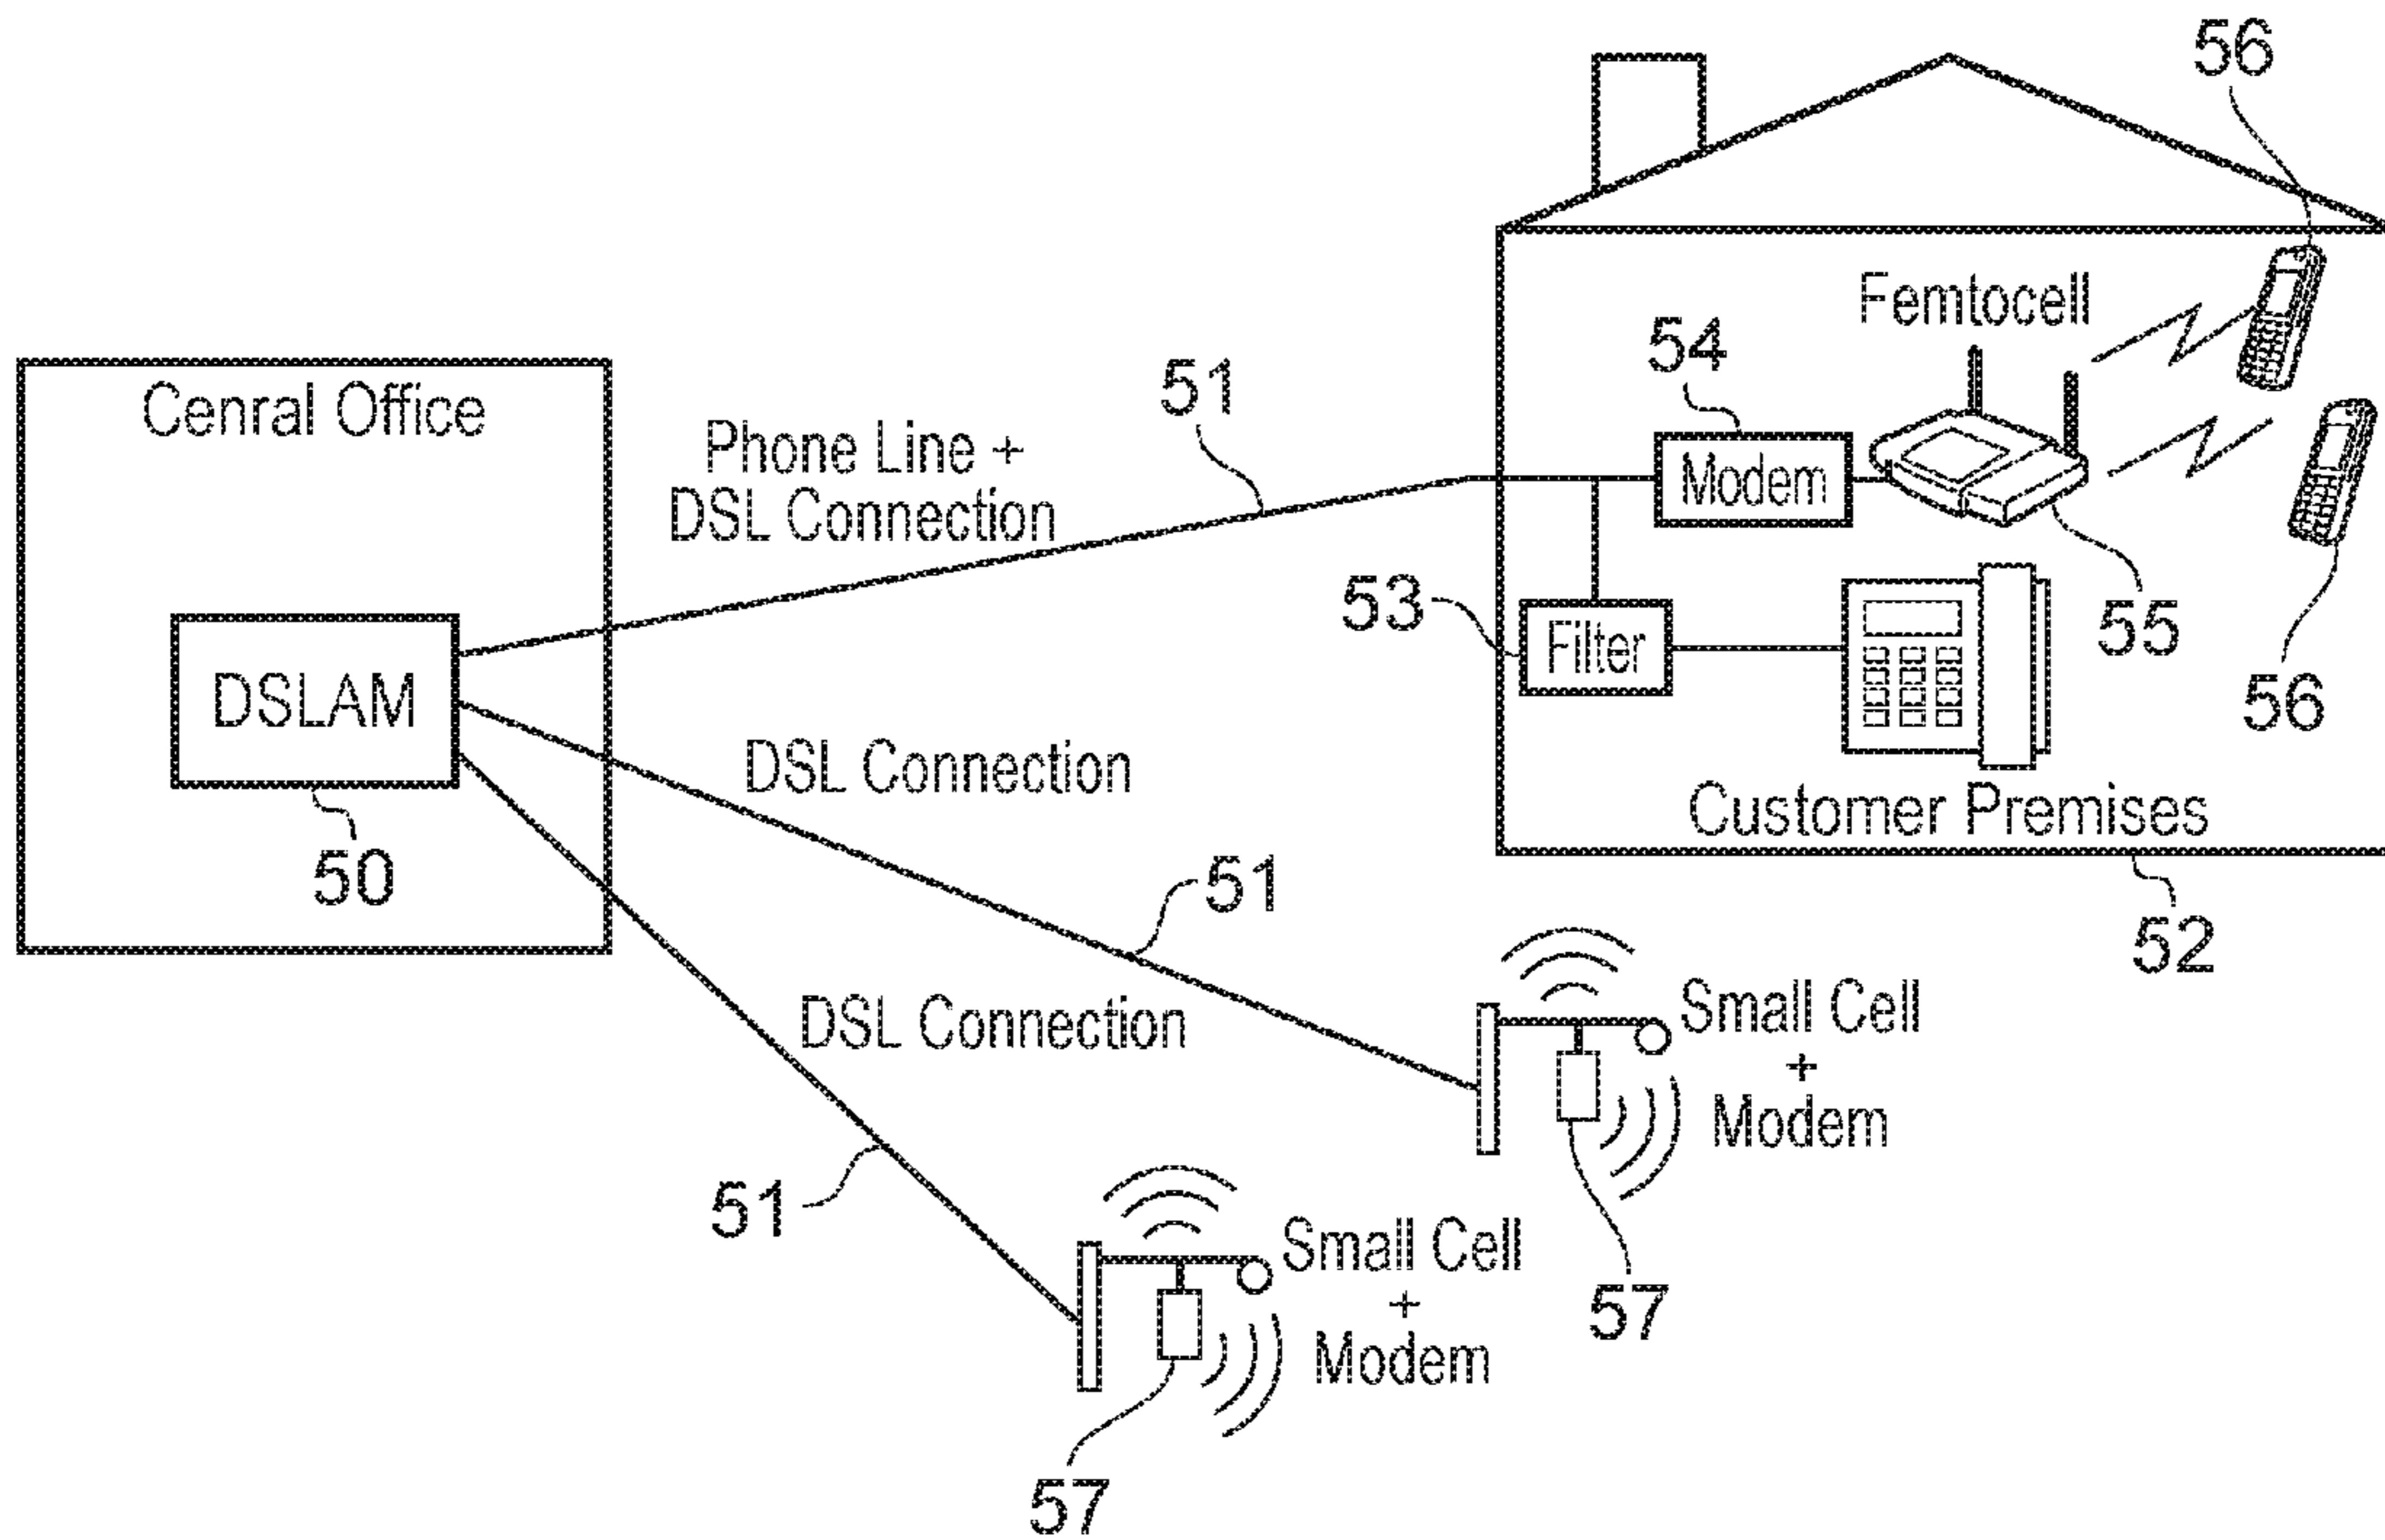 56
Femtocell
54
Cenral Office
51
Phone Line +
DSL Connection
Modem
53
Filter
55
DSLAM
56
DSL Connection
Customer Premises
50
51
52
DSL Connection
Small Cell
+
Modem
51
Small Cell
+
Modem
57
57